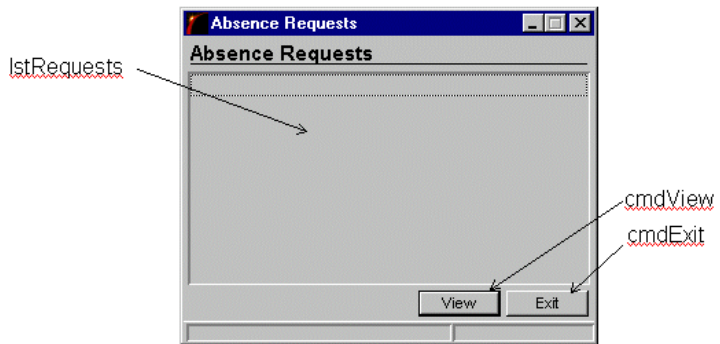 Absence Requests
Absence Requests
lstRequests
cmdView
cmdExit
View Exit